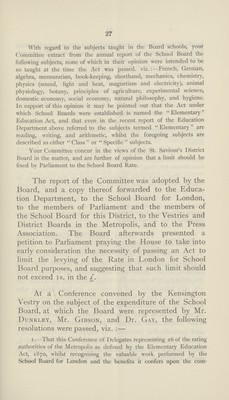 27
With regard to the subjects taught in the Board schools, your
Committee extract from the annual report of the School Board the
following subjects, none of which in their opinion were intended to be
so taught at the time the Act was passed. viz. :—French, German,
algebra, mensuration, book-keeping, shorthand, mechanics, chemistry,
physics (sound, light and heat, magnetism and electricity), animal
physiology, botany, principles of agriculture, experimental science,
domestic economy, social economy, natural philosophy, and hygiene.
In support of this opinion it may be pointed out that the Act under
which School Boards were established is named the "Elementary"
Education Act, and that even in the recent report of the Education
Department above referred to the subjects termed "Elementary" are
reading, writing, and arithmetic, whilst the foregoing subjects are
described as either "Class" or "Specific" subjects.
Your Committee concur in the views of the St. Saviour's District
Board in the matter, and are further of opinion that a limit should be
fixed by Parliament to the School Board Rate.
The report of the Committee was adopted by the
Board, and a copy thereof forwarded to the Educa-
tion Department, to the School Board for London,
to the members of Parliament and the members of
the School Board for this District, to the Vestries and
District Boards in the Metropolis, and to the Press
Association. The Board afterwards presented a
petition to Parliament praying the House to take into
early consideration the necessity of passing an Act to
limit the levying of the Rate in London for School
Board purposes, and suggesting that such limit should
not exceed 1s. in the £.
At a Conference convened by the Kensington
Vestry on the subject of the expenditure of the School
Board, at which the Board were represented by Mr.
Dunkley, Mr. Gibson, and Dr. Gay, the following
resolutions were passed, viz. :—
1.—That this Conference of Delegates representing 26 of the rating
authorities of the Metropolis as defined by the Elementary Education
Act, 1870, whilst recognising the valuable work performed by the
School Board for London and the benefits it confers upon the com-